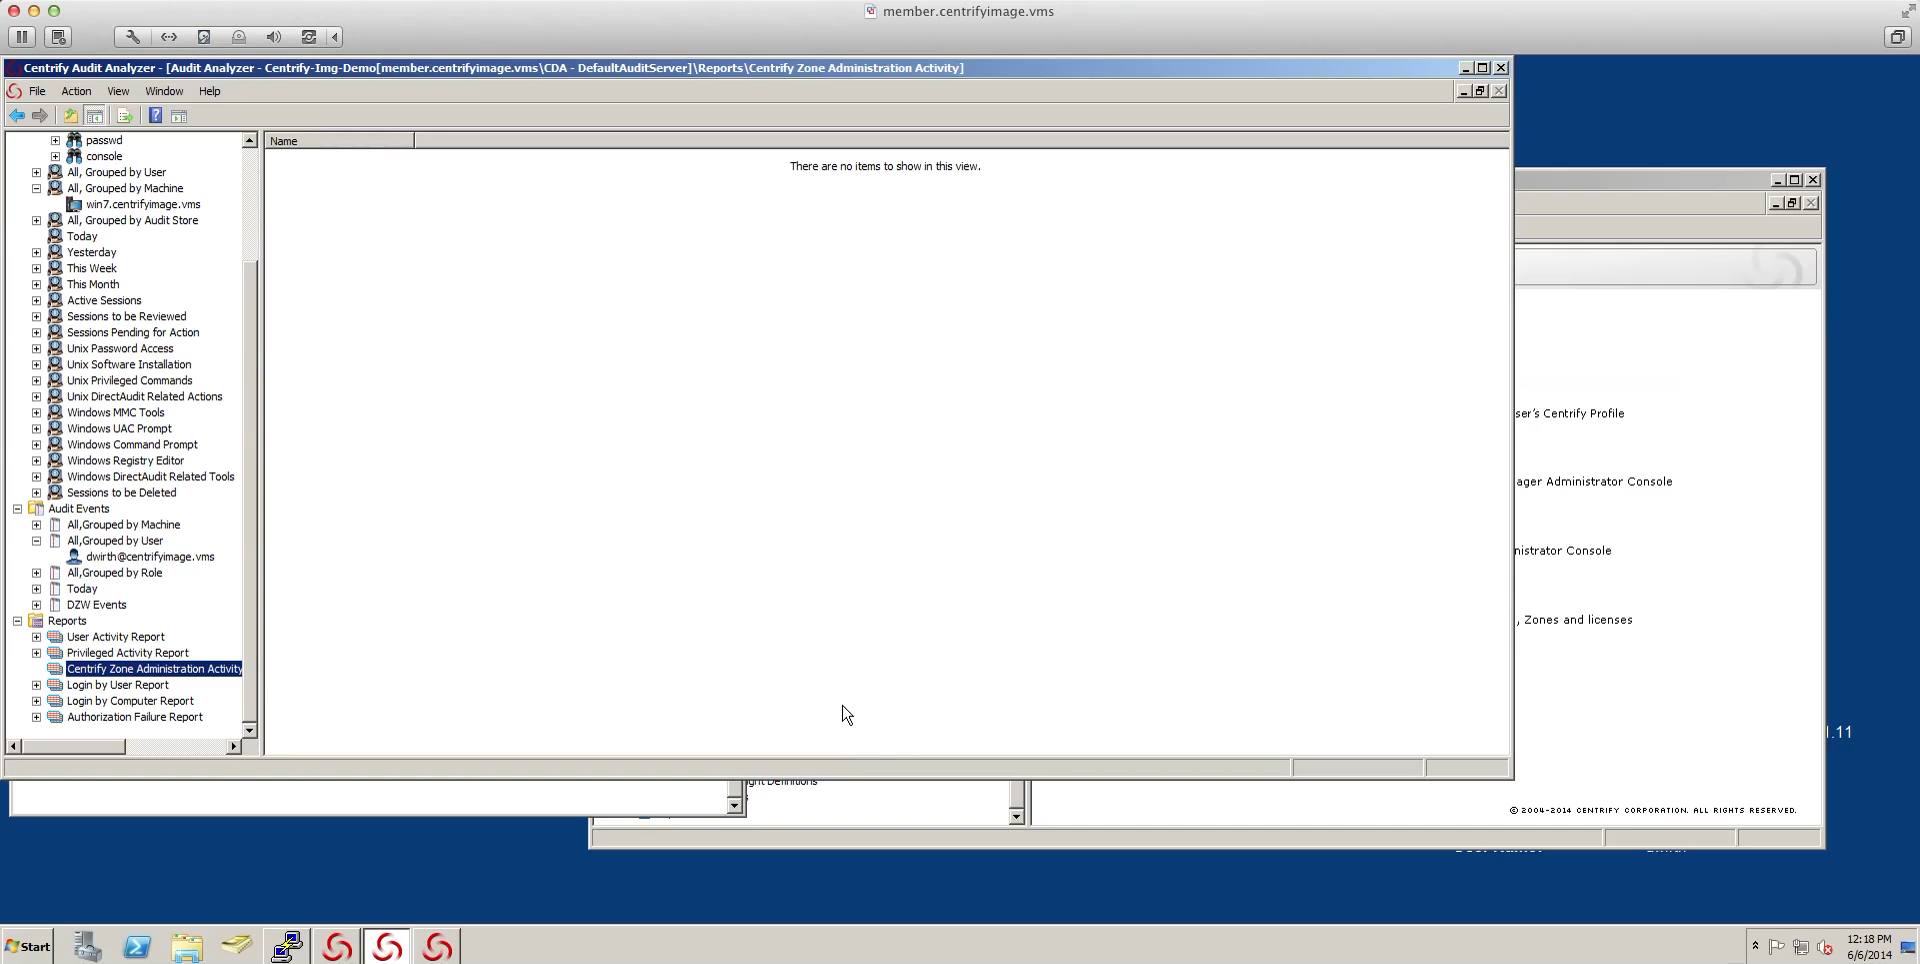 member.centrifyimage.vms
Centrify Audit Analyzer - [Audit Analyzer - Centrify-Img-Demo[member.centrifyimage.vms\CDA - DefaultAuditServer]\Reports\Centrify Zone Administration Activity]
File Action View Window Help
passwd
console
All, Grouped by User
All, Grouped by Machine
win7.centrifyimage.vms
All, Grouped by Audit Store
Today
Yesterday
This Week
This Month
Active Sessions
Sessions to be Reviewed
Sessions Pending for Action
Unix Password Access
Unix Software Installation
Unix Privileged Commands
Unix DirectAudit Related Actions
Windows MMC Tools
Windows UAC Prompt
Windows Command Prompt
Windows Registry Editor
Windows DirectAudit Related Tools
Sessions to be Deleted
Audit Events
All,Grouped by Machine
All,Grouped by User
dwirth@centrifyimage.vms
All,Grouped by Role
Today
DZW Events
Reports
User Activity Report
Privileged Activity Report
Centrify Zone Administration Activity
Login by User Report
Login by Computer Report
Authorization Failure Report
Name
There are no items to show in this view.
ser's Centrify Profile
ager Administrator Console
nistrator Console
, Zones and licenses
.11
ght Definitions
© 2004-2014 CENTRIFY CORPORATION. ALL RIGHTS RESERVED.
Start
12:18 PM
6/6/2014